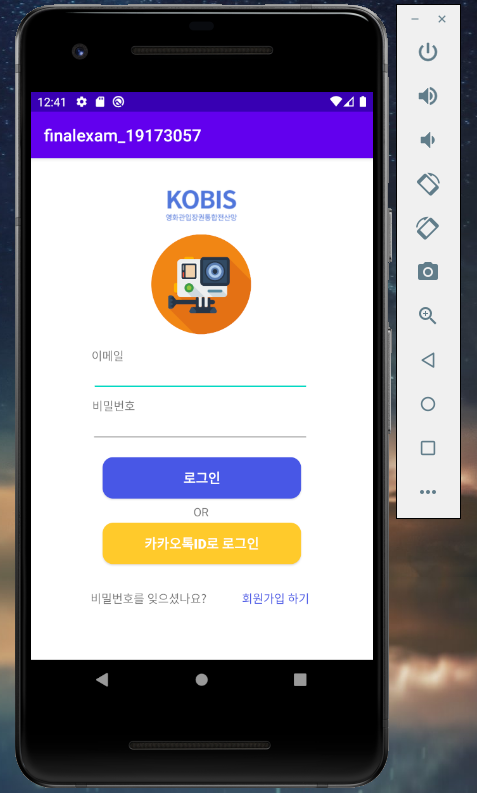 12:41
finalexam_19173057
KOBIS
영화관입장권통합전산망
이메일
비밀번호
로그인
OR
카카오톡ID로 로그인
비밀번호를 잊으셨나요? 회원가입 하기